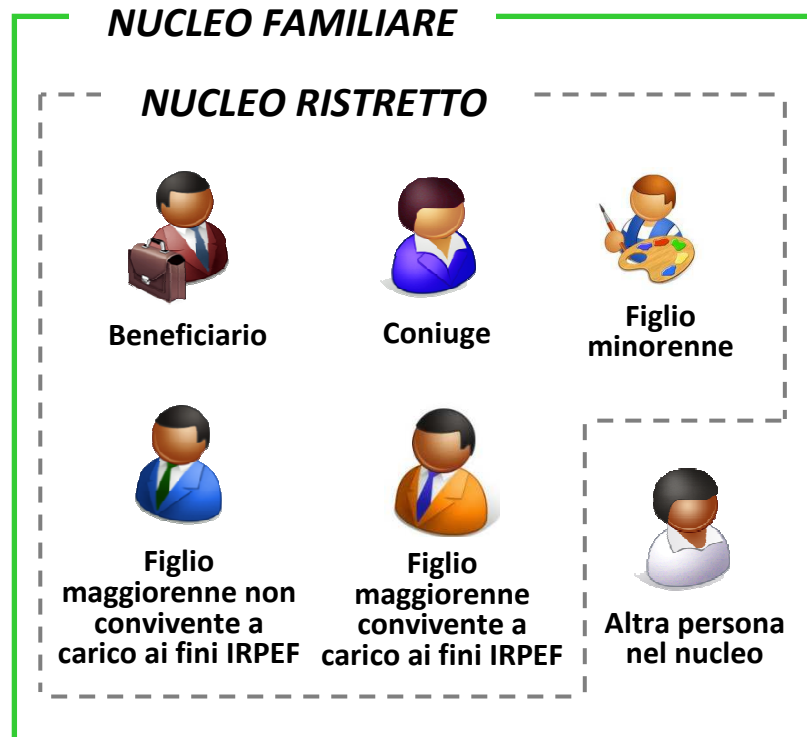 NUCLEO FAMILIARE
NUCLEO RISTRETTO
Beneficiario
Coniuge
Figlio
minorenne
Figlio
maggiorenne non
convivente a
carico ai fini IRPEF
Figlio
maggiorenne
convivente a
carico ai fini IRPEF
Altra persona
nel nucleo